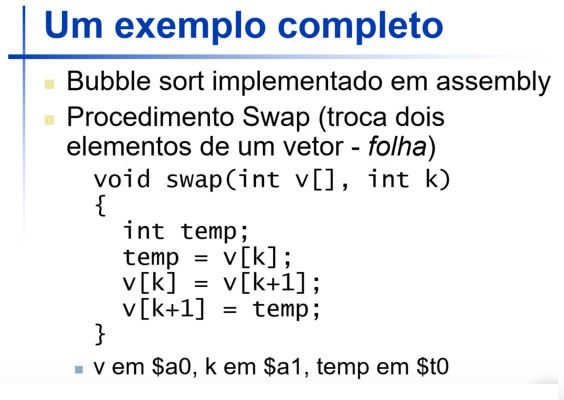 Um exemplo completo
Bubble sort implementado em assembly
Procedimento Swap (troca dois
elementos de um vetor - folha)
void swap(int v[], int k)
{
int temp;
temp = v[k];
v[k] = v[k+1];
v[k+1] = temp;
}
v em $a0, k em $a1, temp em $t0